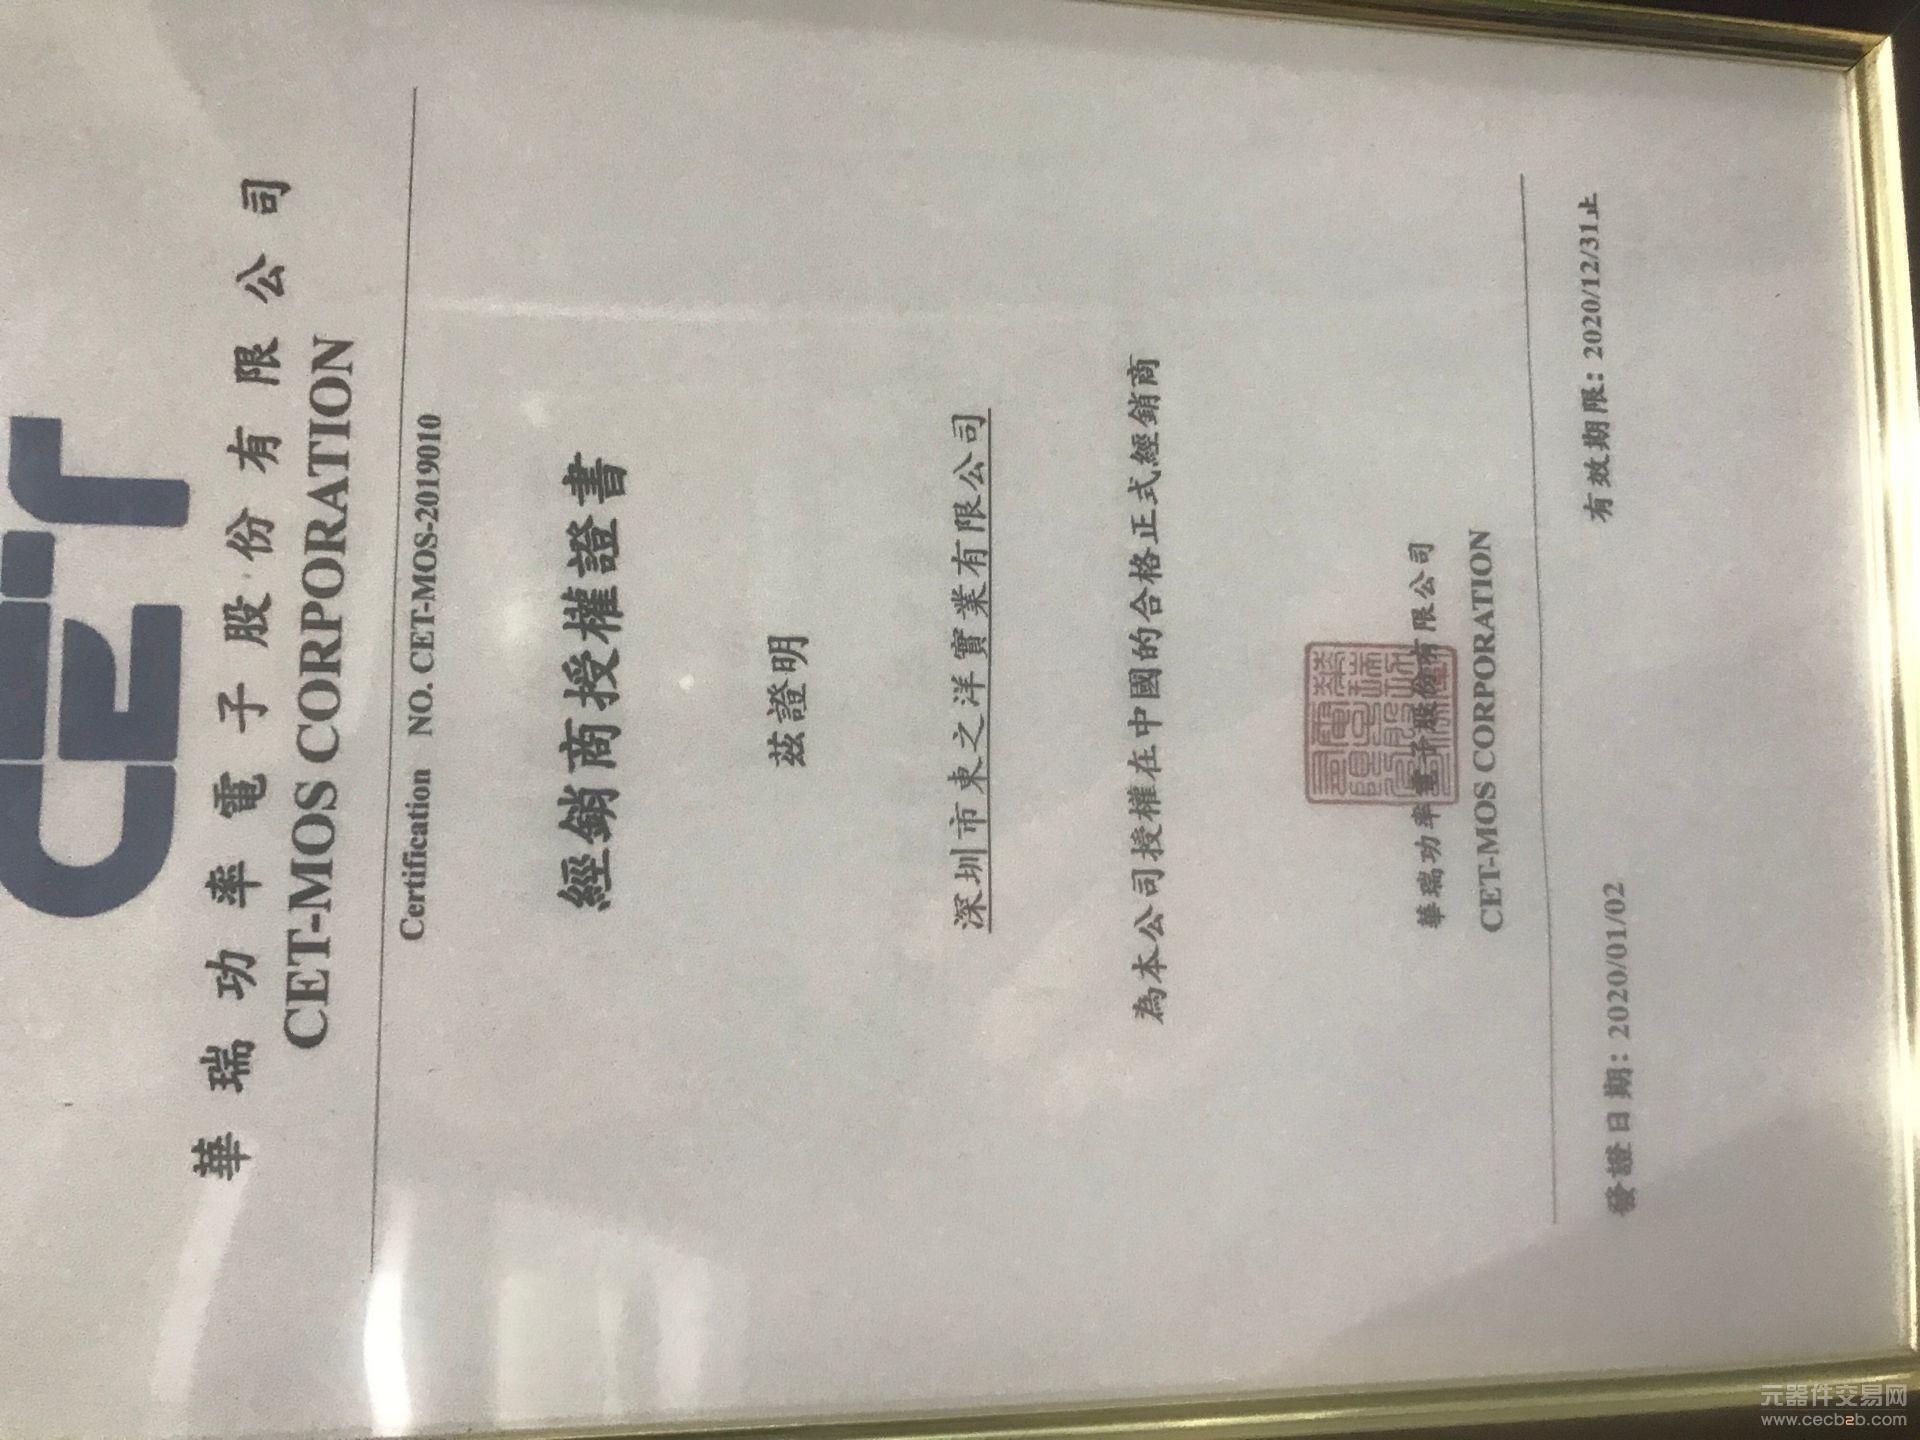 CET
華瑞功率電子股份有限公司
CET-MOS CORPORATION
Certification NO. CET-MOS-2019010
經銷商授權證書
茲證明
深圳市東之洋實業有限公司
為本公司授權在中國的合格正式經銷商
華瑞功率電子股份有限公司
CET-MOS CORPORATION
發證日期: 2020/01/02 有效期限: 2020/12/31止
元器件交易网
www.cecb2b.com